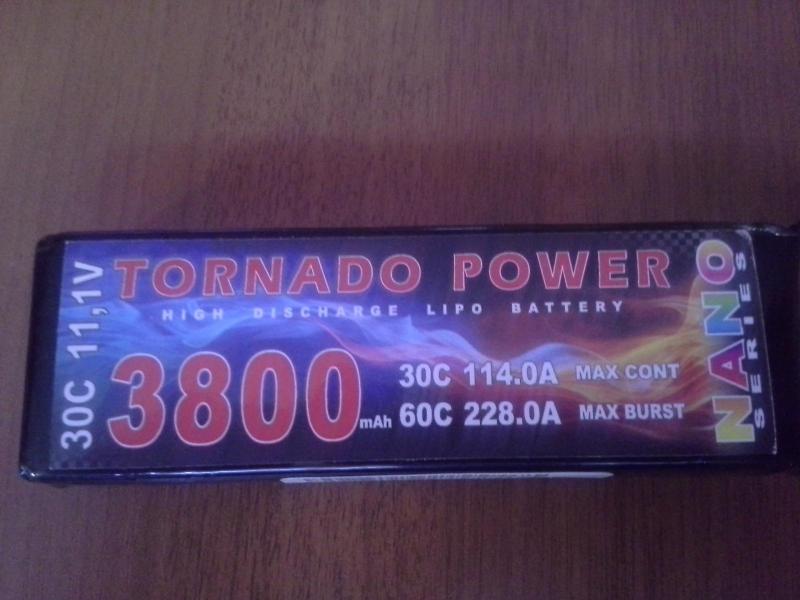 30C 11,1V
TORNADO POWER
HIGH DISCHARGE LIPO BATTERY
3800mAh
30C 114.0A MAX CONT
60C 228.0A MAX BURST
NANO
SERIES